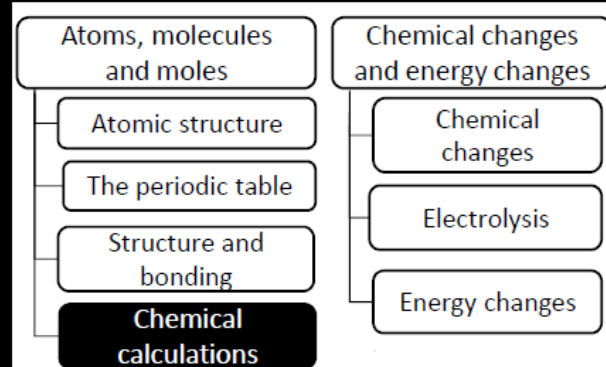 Atoms, molecules
and moles
Atomic structure
The periodic table
Structure and
bonding
Chemical
calculations
Chemical changes
and energy changes
Chemical
changes
Electrolysis
Energy changes